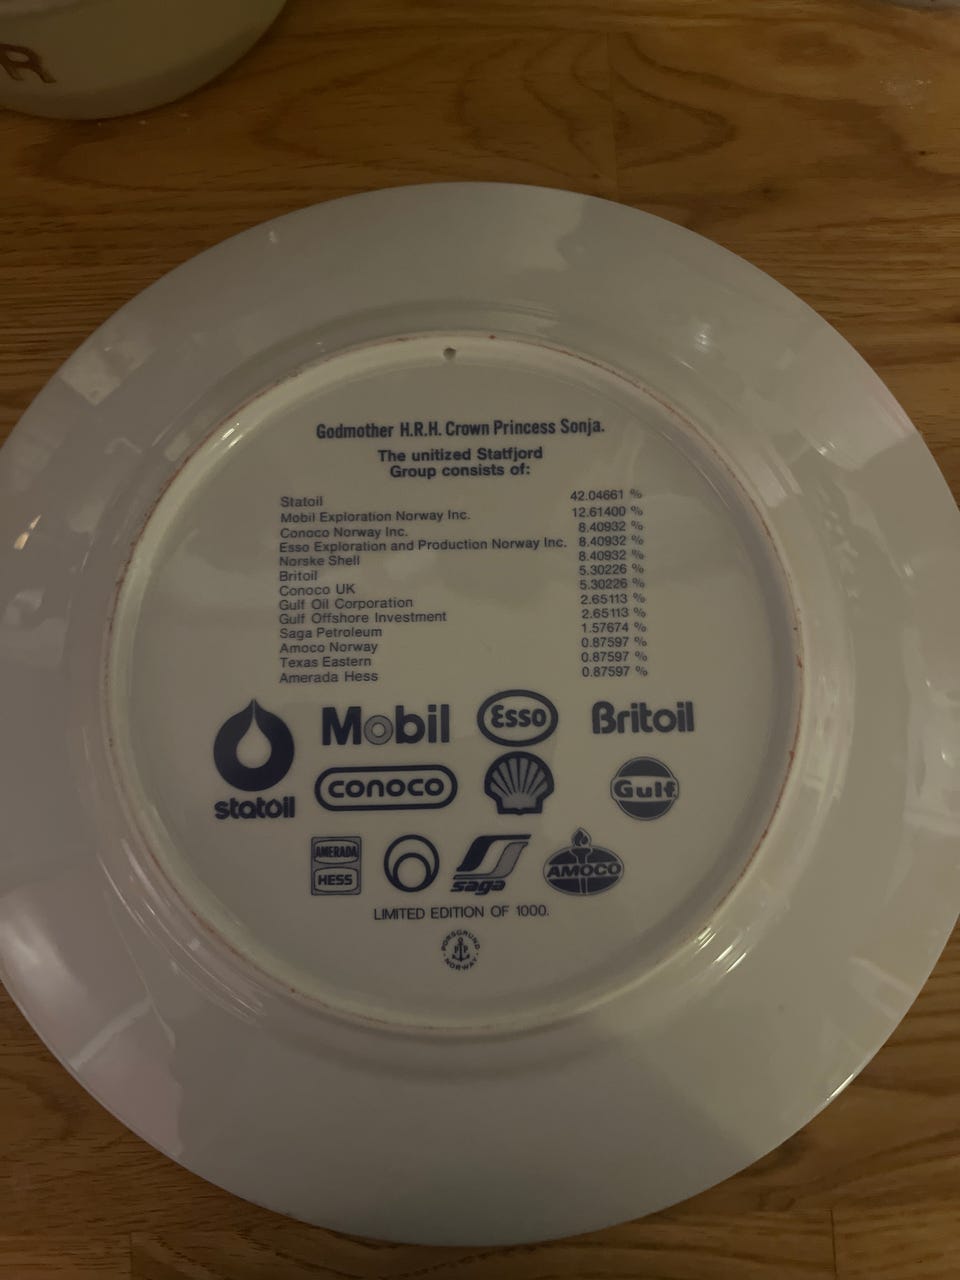 R
Godmother H.R.H. Crown Princess Sonja.
The unitized Statfjord
Group consists of:
Statoil 42.04661 %
Mobil Exploration Norway Inc. 12.61400 %
Conoco Norway Inc. 8.40932 %
Esso Exploration and Production Norway Inc. 8.40932 %
Norske Shell 8.40932 %
Britoil 5.30226 %
Conoco UK 5.30226 %
Gulf Oil Corporation 2.65113 %
Gulf Offshore Investment 2.65113 %
Saga Petroleum 1.57674 %
Amoco Norway 0.87597 %
Texas Eastern 0.87597 %
Amerada Hess 0.87597 %
statoil
Mobil
Esso
Britoil
conoco
Gulf
AMERADA
HESS
saga
AMOCO
LIMITED EDITION OF 1000.
PORSGRUND
P P
NORWAY